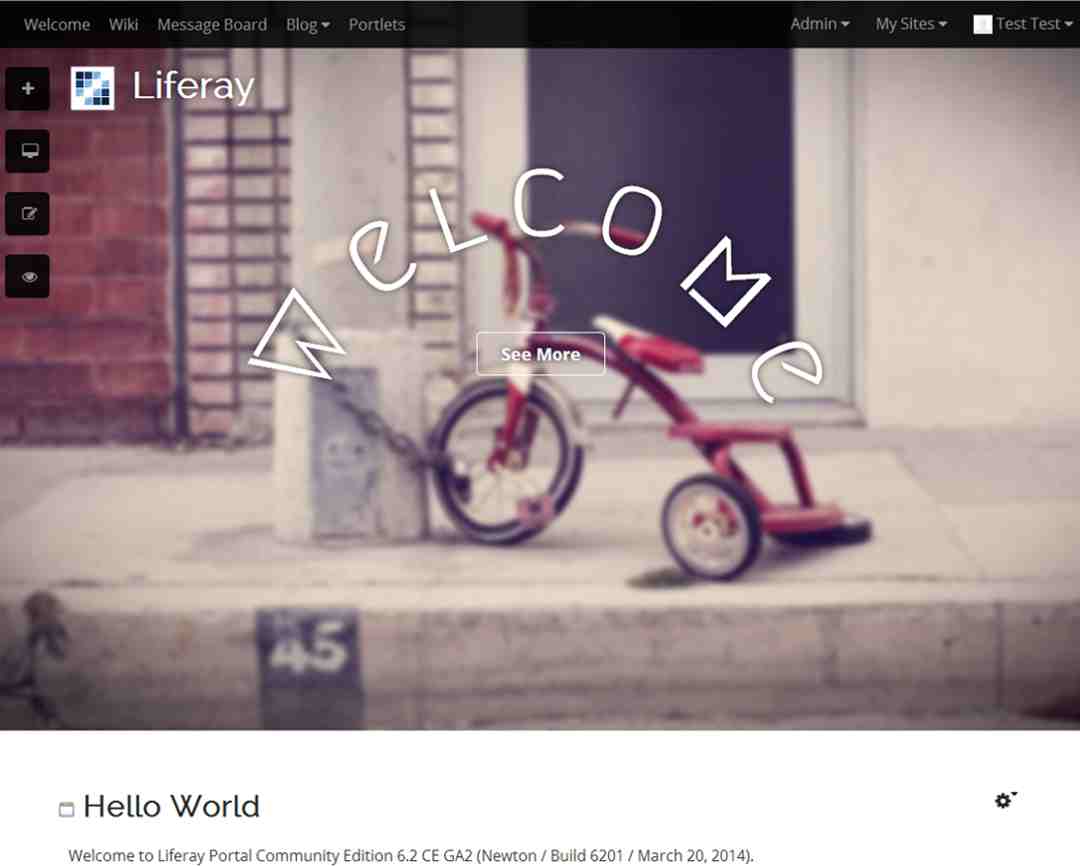 Welcome Wiki Message Board Blog Portlets Admin My Sites Test Test
Liferay
WeLCOMe
See More
45
Hello World
Welcome to Liferay Portal Community Edition 6.2 CE GA2 (Newton / Build 6201 / March 20, 2014).